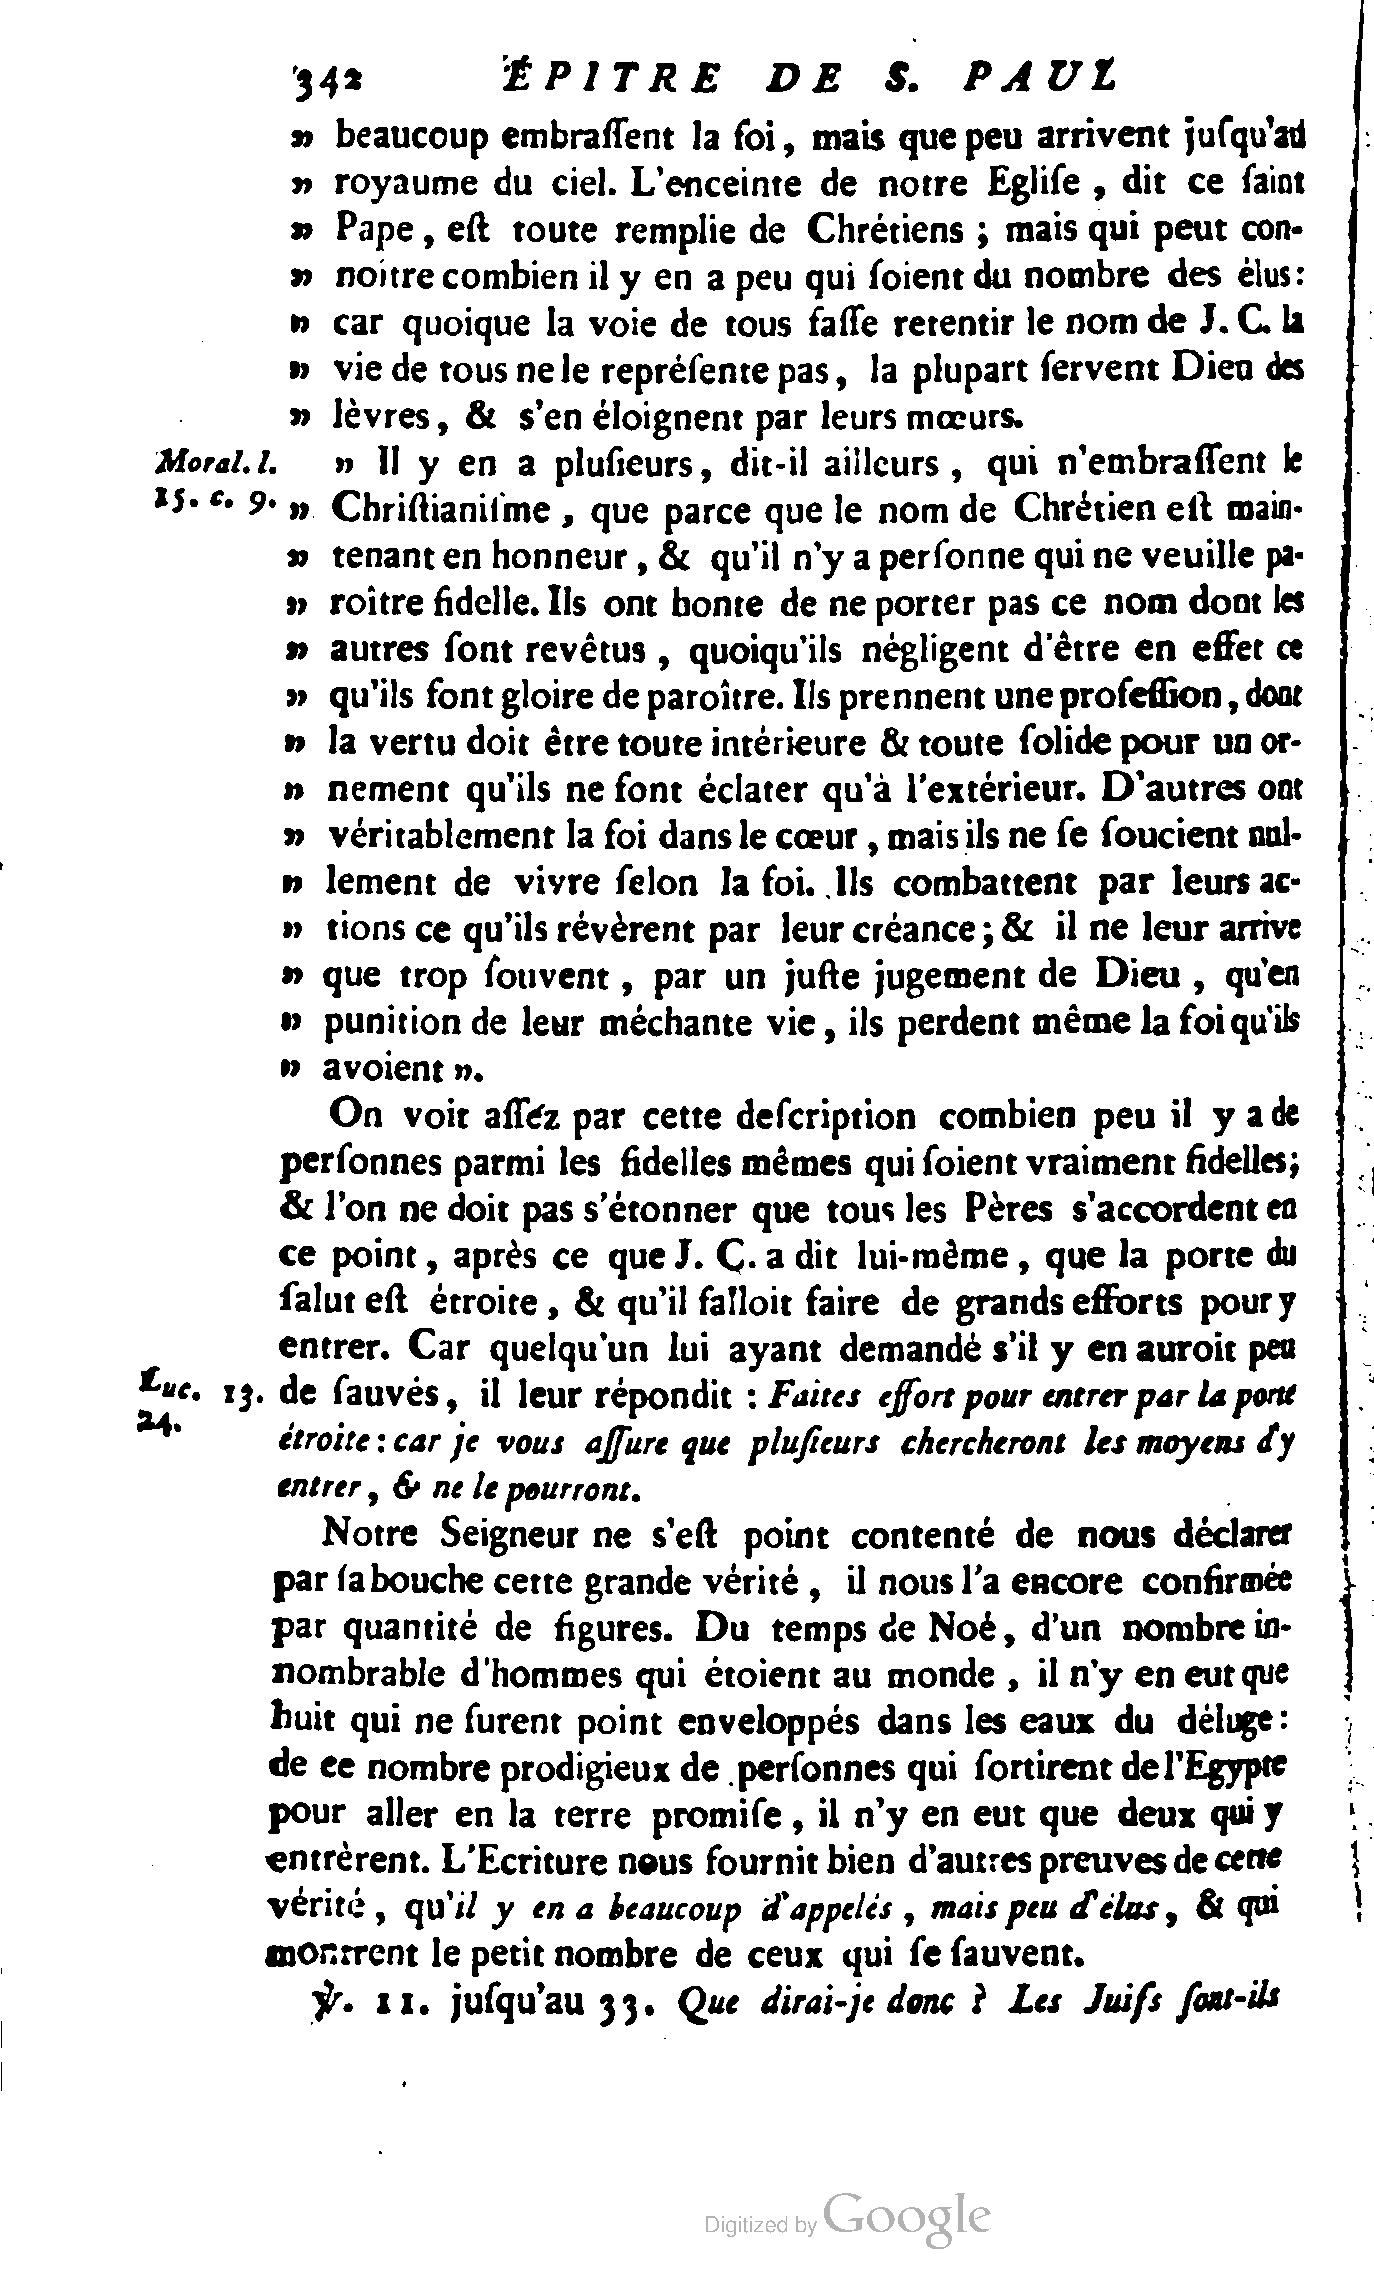 342 ÉPITRE DE S. PAUL
» beaucoup embraſſent la foi, mais que peu arrivent juſqu'au
» royaume du ciel. L'enceinte de notre Egliſe, dit ce ſaint
» Pape, eſt toute remplie de Chrétiens ; mais qui peut con-
» noître combien il y en a peu qui ſoient du nombre des élus:
» car quoique la voie de tous faſſe retentir le nom de J. C. la
» vie de tous ne le repréſente pas, la plupart ſervent Dieu des
» lèvres, & s'en éloignent par leurs mœurs.
Moral. l. » Il y en a pluſieurs, dit-il ailleurs, qui n'embraſſent le
15. c. 9. » Chriſtianiſme, que parce que le nom de Chrétien eſt main-
» tenant en honneur, & qu'il n'y a perſonne qui ne veuille pa-
» roître fidelle. Ils ont honte de ne porter pas ce nom dont les
» autres ſont revêtus, quoiqu'ils négligent d'être en effet ce
» qu'ils font gloire de paroître. Ils prennent une profeſſion, dont
» la vertu doit être toute intérieure & toute ſolide pour un or-
» nement qu'ils ne font éclater qu'à l'extérieur. D'autres ont
» véritablement la foi dans le cœur, mais ils ne ſe ſoucient nul-
» lement de vivre ſelon la foi. Ils combattent par leurs ac-
» tions ce qu'ils révèrent par leur créance ; & il ne leur arrive
» que trop ſouvent, par un juſte jugement de Dieu, qu'en
» punition de leur méchante vie, ils perdent même la foi qu'ils
» avoient ».
On voit aſſéz par cette deſcription combien peu il y a de
perſonnes parmi les fidelles mêmes qui ſoient vraiment fidelles;
& l'on ne doit pas s'étonner que tous les Pères s'accordent en
ce point, après ce que J. C. a dit lui-même, que la porte du
ſalut eſt étroite, & qu'il falloit faire de grands efforts pour y
entrer. Car quelqu'un lui ayant demandé s'il y en auroit peu
Luc. 13. de ſauvés, il leur répondit : Faites effort pour entrer par la porte
24. étroite : car je vous aſſure que pluſieurs chercheront les moyens d'y
entrer, & ne le pourront.
Notre Seigneur ne s'eſt point contenté de nous déclarer
par ſa bouche cette grande vérité, il nous l'a encore confirmée
par quantité de figures. Du temps de Noé, d'un nombre in-
nombrable d'hommes qui étoient au monde, il n'y en eut que
huit qui ne furent point enveloppés dans les eaux du déluge:
de ce nombre prodigieux de perſonnes qui ſortirent de l'Egypte
pour aller en la terre promiſe, il n'y en eut que deux qui y
entrèrent. L'Ecriture nous fournit bien d'autres preuves de cette
vérité, qu'il y en a beaucoup d'appelés, mais peu d'élus, & qui
montrent le petit nombre de ceux qui ſe ſauvent.
℣. 11. juſqu'au 33. Que dirai-je donc ? Les Juifs ſont-ils
Digitized by Google